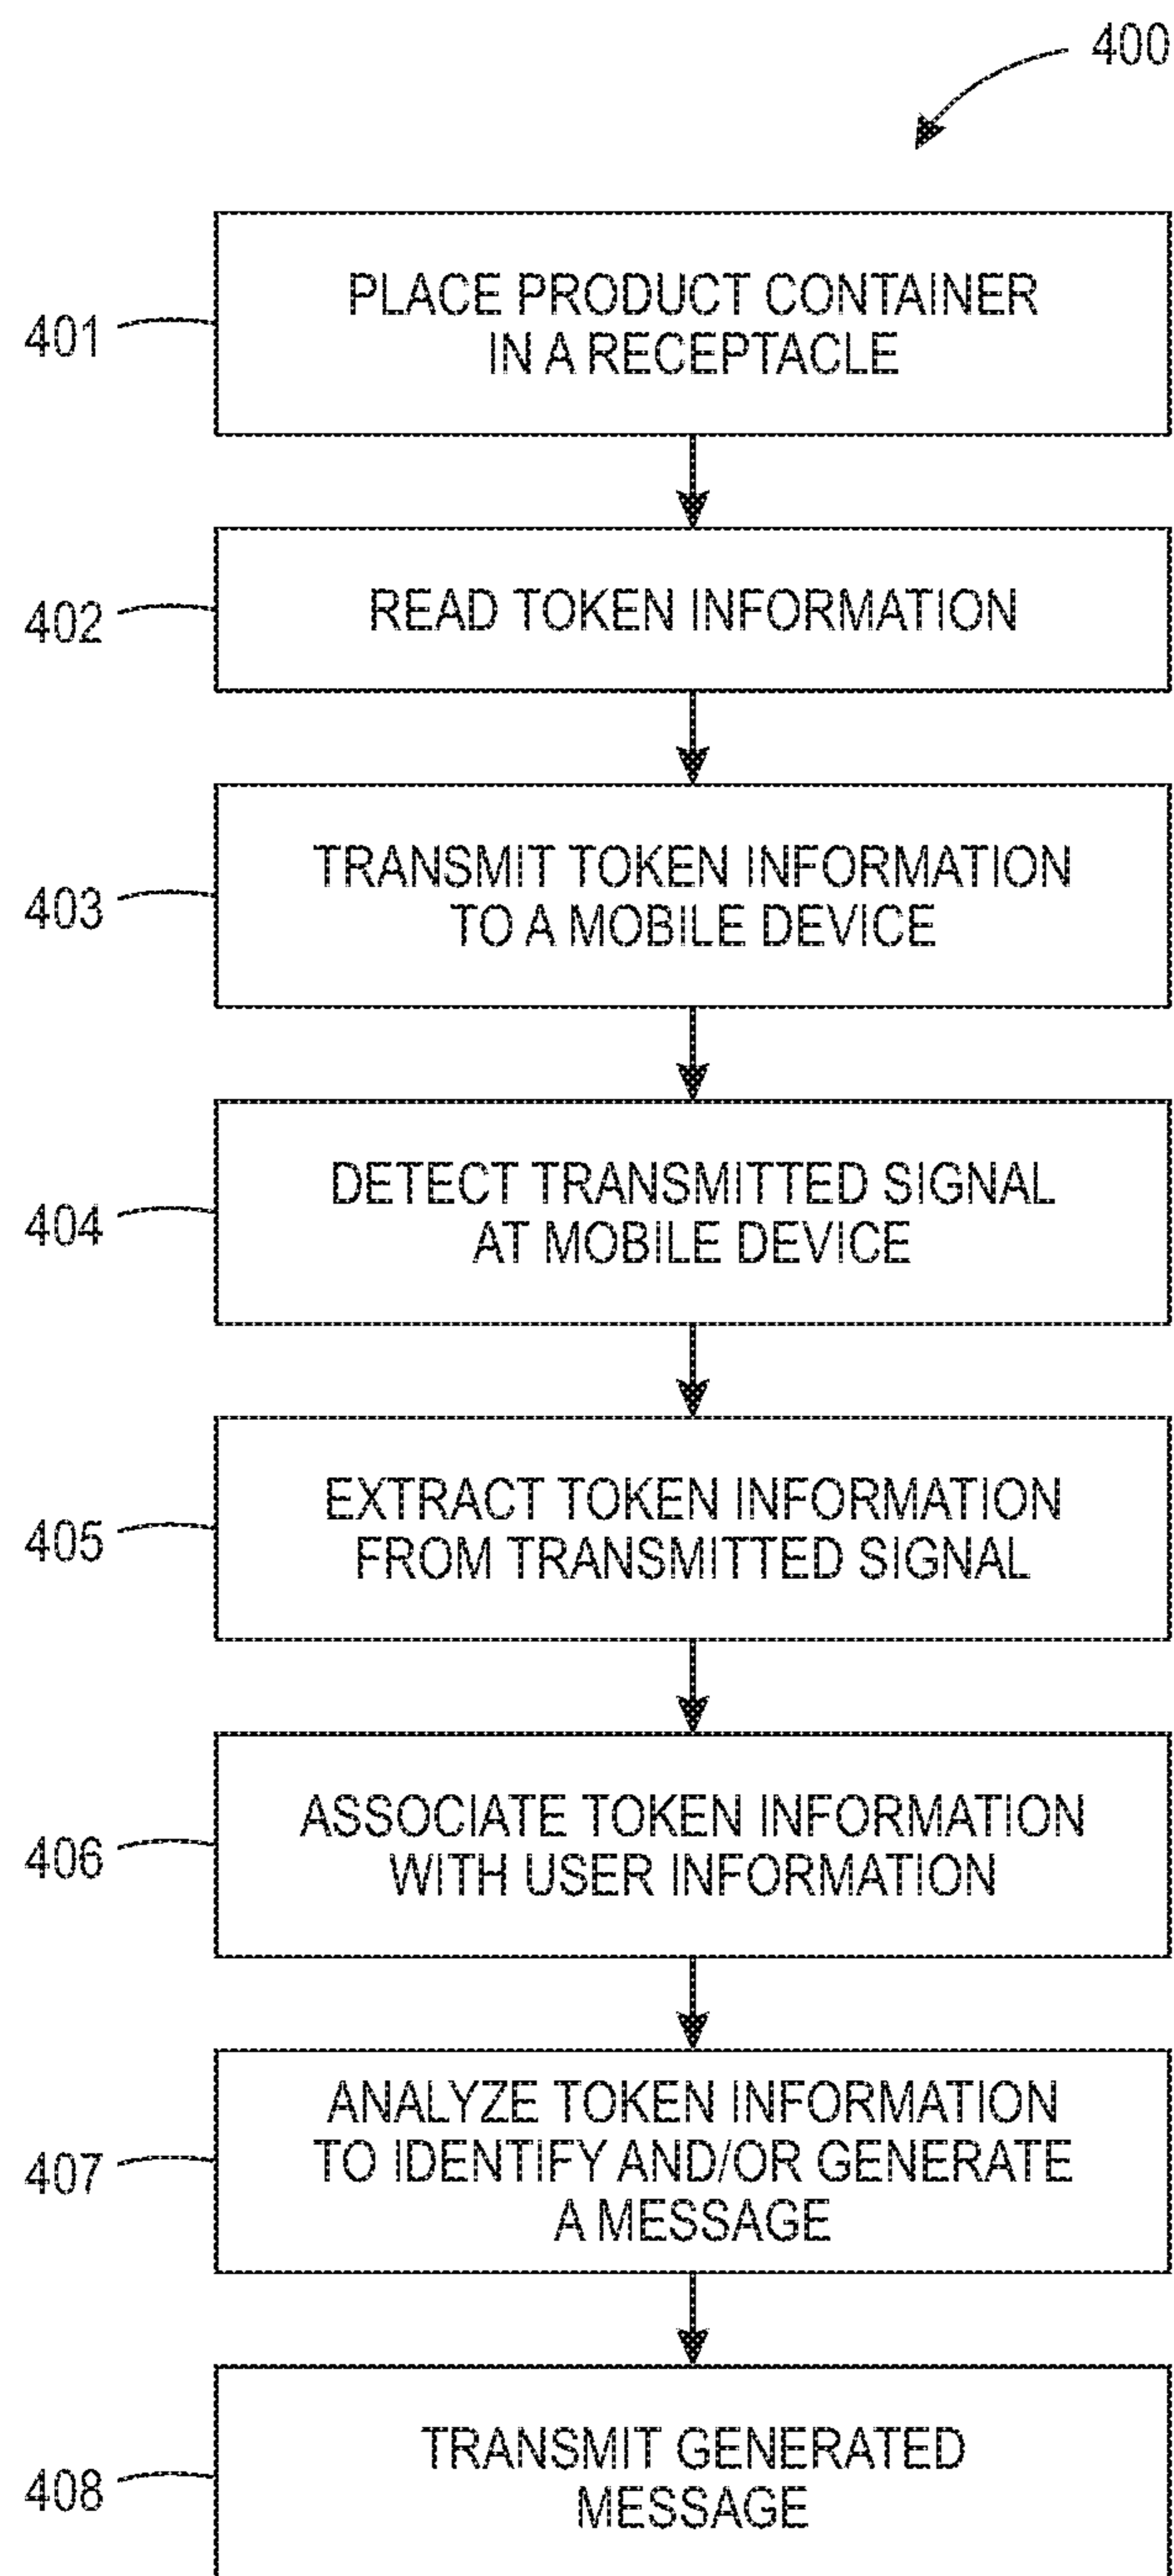 400
401
PLACE PRODUCT CONTAINER
IN A RECEPTACLE
402
READ TOKEN INFORMATION
403
TRANSMIT TOKEN INFORMATION
TO A MOBILE DEVICE
404
DETECT TRANSMITTED SIGNAL
AT MOBILE DEVICE
405
EXTRACT TOKEN INFORMATION
FROM TRANSMITTED SIGNAL
406
ASSOCIATE TOKEN INFORMATION
WITH USER INFORMATION
407
ANALYZE TOKEN INFORMATION
TO IDENTIFY AND/OR GENERATE
A MESSAGE
408
TRANSMIT GENERATED
MESSAGE